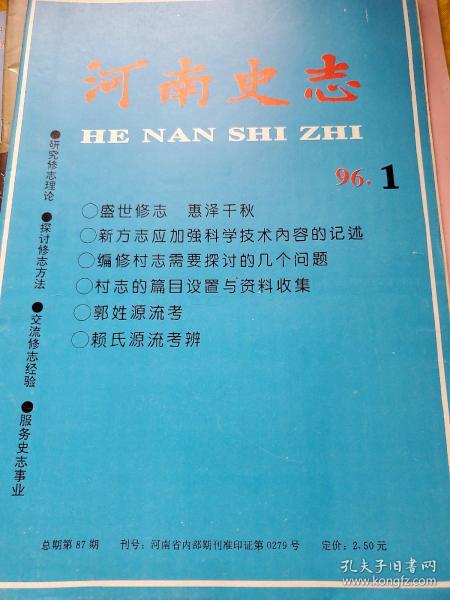 河南史志
HE NAN SHI ZHI
96.1
●研究修志理论
●探讨修志方法
●交流修志经验
●服务史志事业
○盛世修志 惠泽千秋
○新方志应加強科学技术内容的记述
○编修村志需要探讨的几个问题
○村志的篇目设置与资料收集
○郭姓源流考
○赖氏源流考辨
总期第87期 刊号：河南省内部期刊准印证第0279号 定价：2.50元
孔夫子旧书网
kongfz.com